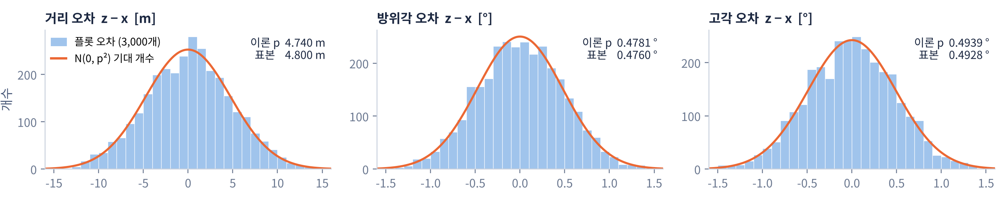 거리 오차 z − x [m]
플롯 오차 (3,000개)
N(0, p²) 기대 개수
이론 p 4.740 m
표본 4.800 m
개수
200
100
0
-15 -10 -5 0 5 10 15
방위각 오차 z − x [°]
이론 p 0.4781 °
표본 0.4760 °
200
100
0
-1.5 -1.0 -0.5 0.0 0.5 1.0 1.5
고각 오차 z − x [°]
이론 p 0.4939 °
표본 0.4928 °
200
100
0
-1.5 -1.0 -0.5 0.0 0.5 1.0 1.5